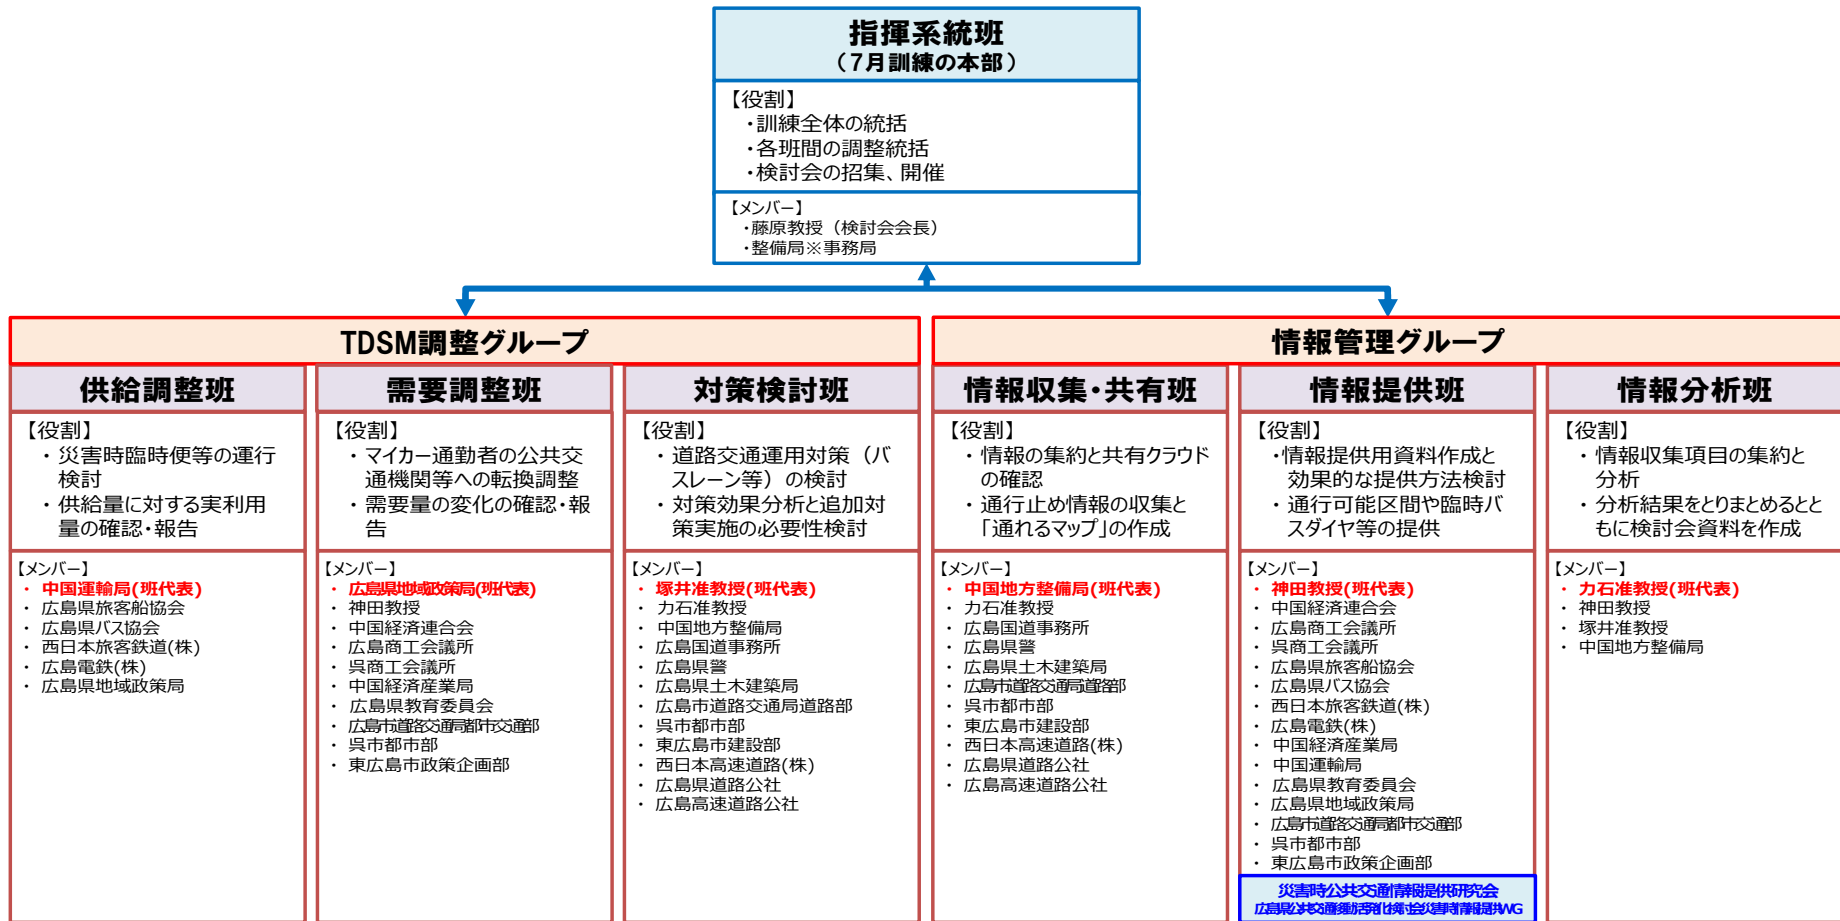 指揮系統班
（7月訓練の本部）
【役割】
・訓練全体の統括
・各班間の調整統括
・検討会の招集、開催
【メンバー】
・藤原教授（検討会会長）
・整備局※事務局
TDSM調整グループ
供給調整班
【役割】
・災害時臨時便等の運行
検討
・供給量に対する実利用
量の確認・報告
【メンバー】
・中国運輸局(班代表)
・広島県旅客船協会
・広島県バス協会
・西日本旅客鉄道(株)
・広島電鉄(株)
・広島県地域政策局
需要調整班
【役割】
・マイカー通勤者の公共交
通機関等への転換調整
・需要量の変化の確認・報
告
【メンバー】
・広島県地域政策局(班代表)
・神田教授
・中国経済連合会
・広島商工会議所
・呉商工会議所
・中国経済産業局
・広島県教育委員会
・広島市道路交通局都市交通部
・呉市都市部
・東広島市政策企画部
対策検討班
【役割】
・道路交通運用対策（バ
スレーン等）の検討
・対策効果分析と追加対
策実施の必要性検討
【メンバー】
・塚井准教授(班代表)
・力石准教授
・中国地方整備局
・広島国道事務所
・広島県警
・広島県土木建築局
・広島市道路交通局道路部
・呉市都市部
・東広島市建設部
・西日本高速道路(株)
・広島県道路公社
・広島高速道路公社
情報管理グループ
情報収集・共有班
【役割】
・情報の集約と共有クラウド
の確認
・通行止め情報の収集と
「通れるマップ」の作成
【メンバー】
・中国地方整備局(班代表)
・力石准教授
・広島国道事務所
・広島県警
・広島県土木建築局
・広島市道路交通局道路部
・呉市都市部
・東広島市建設部
・西日本高速道路(株)
・広島県道路公社
・広島高速道路公社
情報提供班
【役割】
・情報提供用資料作成と
効果的な提供方法検討
・通行可能区間や臨時バ
スダイヤ等の提供
【メンバー】
・神田教授(班代表)
・中国経済連合会
・広島商工会議所
・呉商工会議所
・広島県旅客船協会
・広島県バス協会
・西日本旅客鉄道(株)
・広島電鉄(株)
・中国経済産業局
・中国運輸局
・広島県教育委員会
・広島県地域政策局
・広島市道路交通局都市交通部
・呉市都市部
・東広島市政策企画部
災害時公共交通情報提供研究会
広島県公共交通移動活発化検討会災害時情報提供WG
情報分析班
【役割】
・情報収集項目の集約と
分析
・分析結果をとりまとめるとと
もに検討会資料を作成
【メンバー】
・力石准教授(班代表)
・神田教授
・塚井准教授
・中国地方整備局